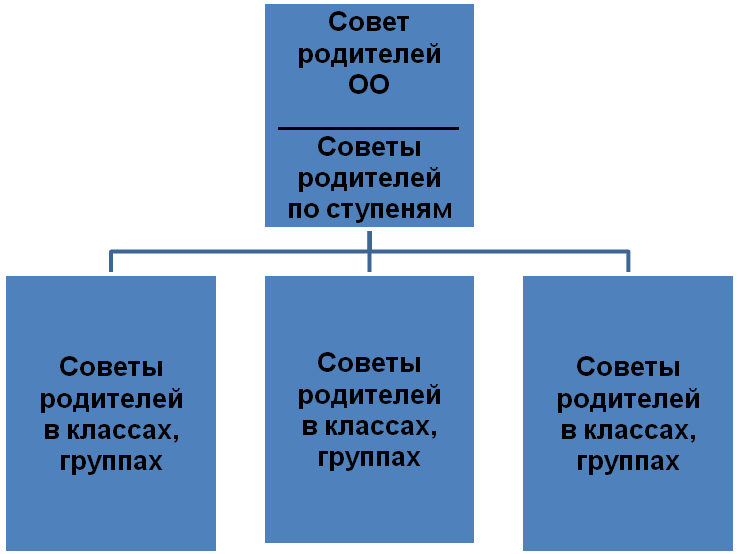 Совет
родителей
ОО
Советы
родителей
по ступеням
Советы
родителей
в классах,
группах
Советы
родителей
в классах,
группах
Советы
родителей
в классах,
группах